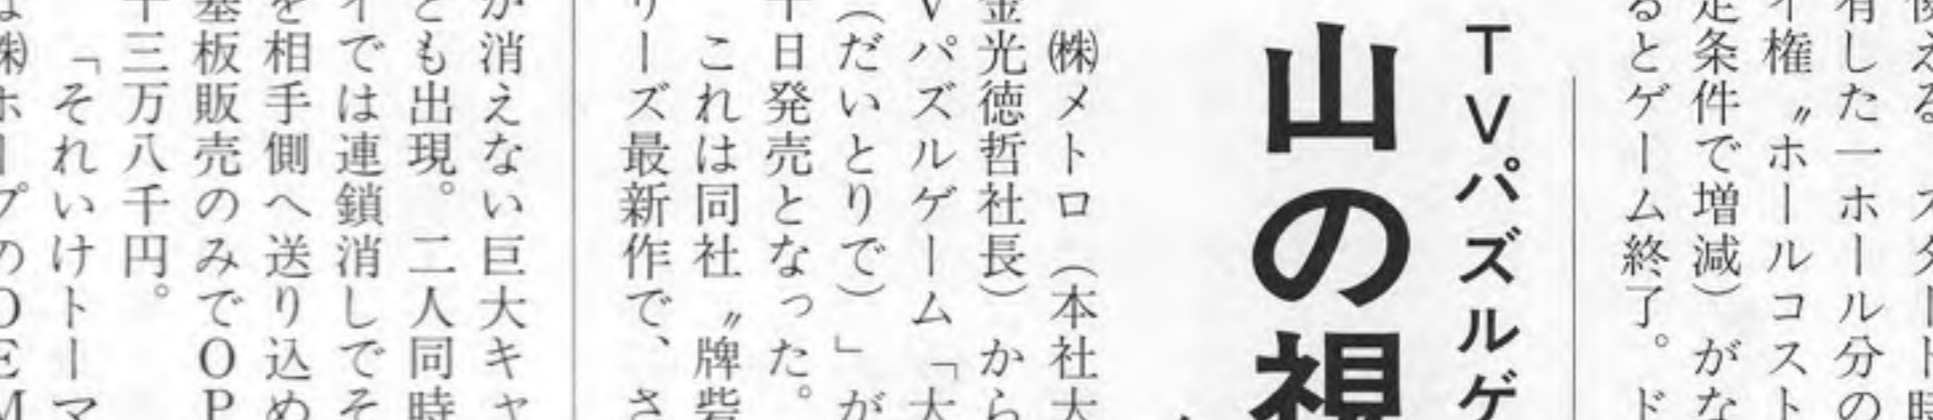 える。スタート時
有した一ホール分の
イ権〝ホールコスト
定条件で増減）がな
るとゲーム終了。ド
TVパズルゲ
山の視
㈱メトロ（本社大
金光徳哲社長）から
Vパズルゲーム「大
（だいとりで）」が
十日発売となった。
これは同社〝牌砦
リーズ最新作で、さ
が消えない巨大キャ
とも出現。二人同時
イでは連鎖消しでそ
を相手側へ送り込め
基板販売のみでOP
十三万八千円。
「それいけトーマ
㈱ホープのOEM